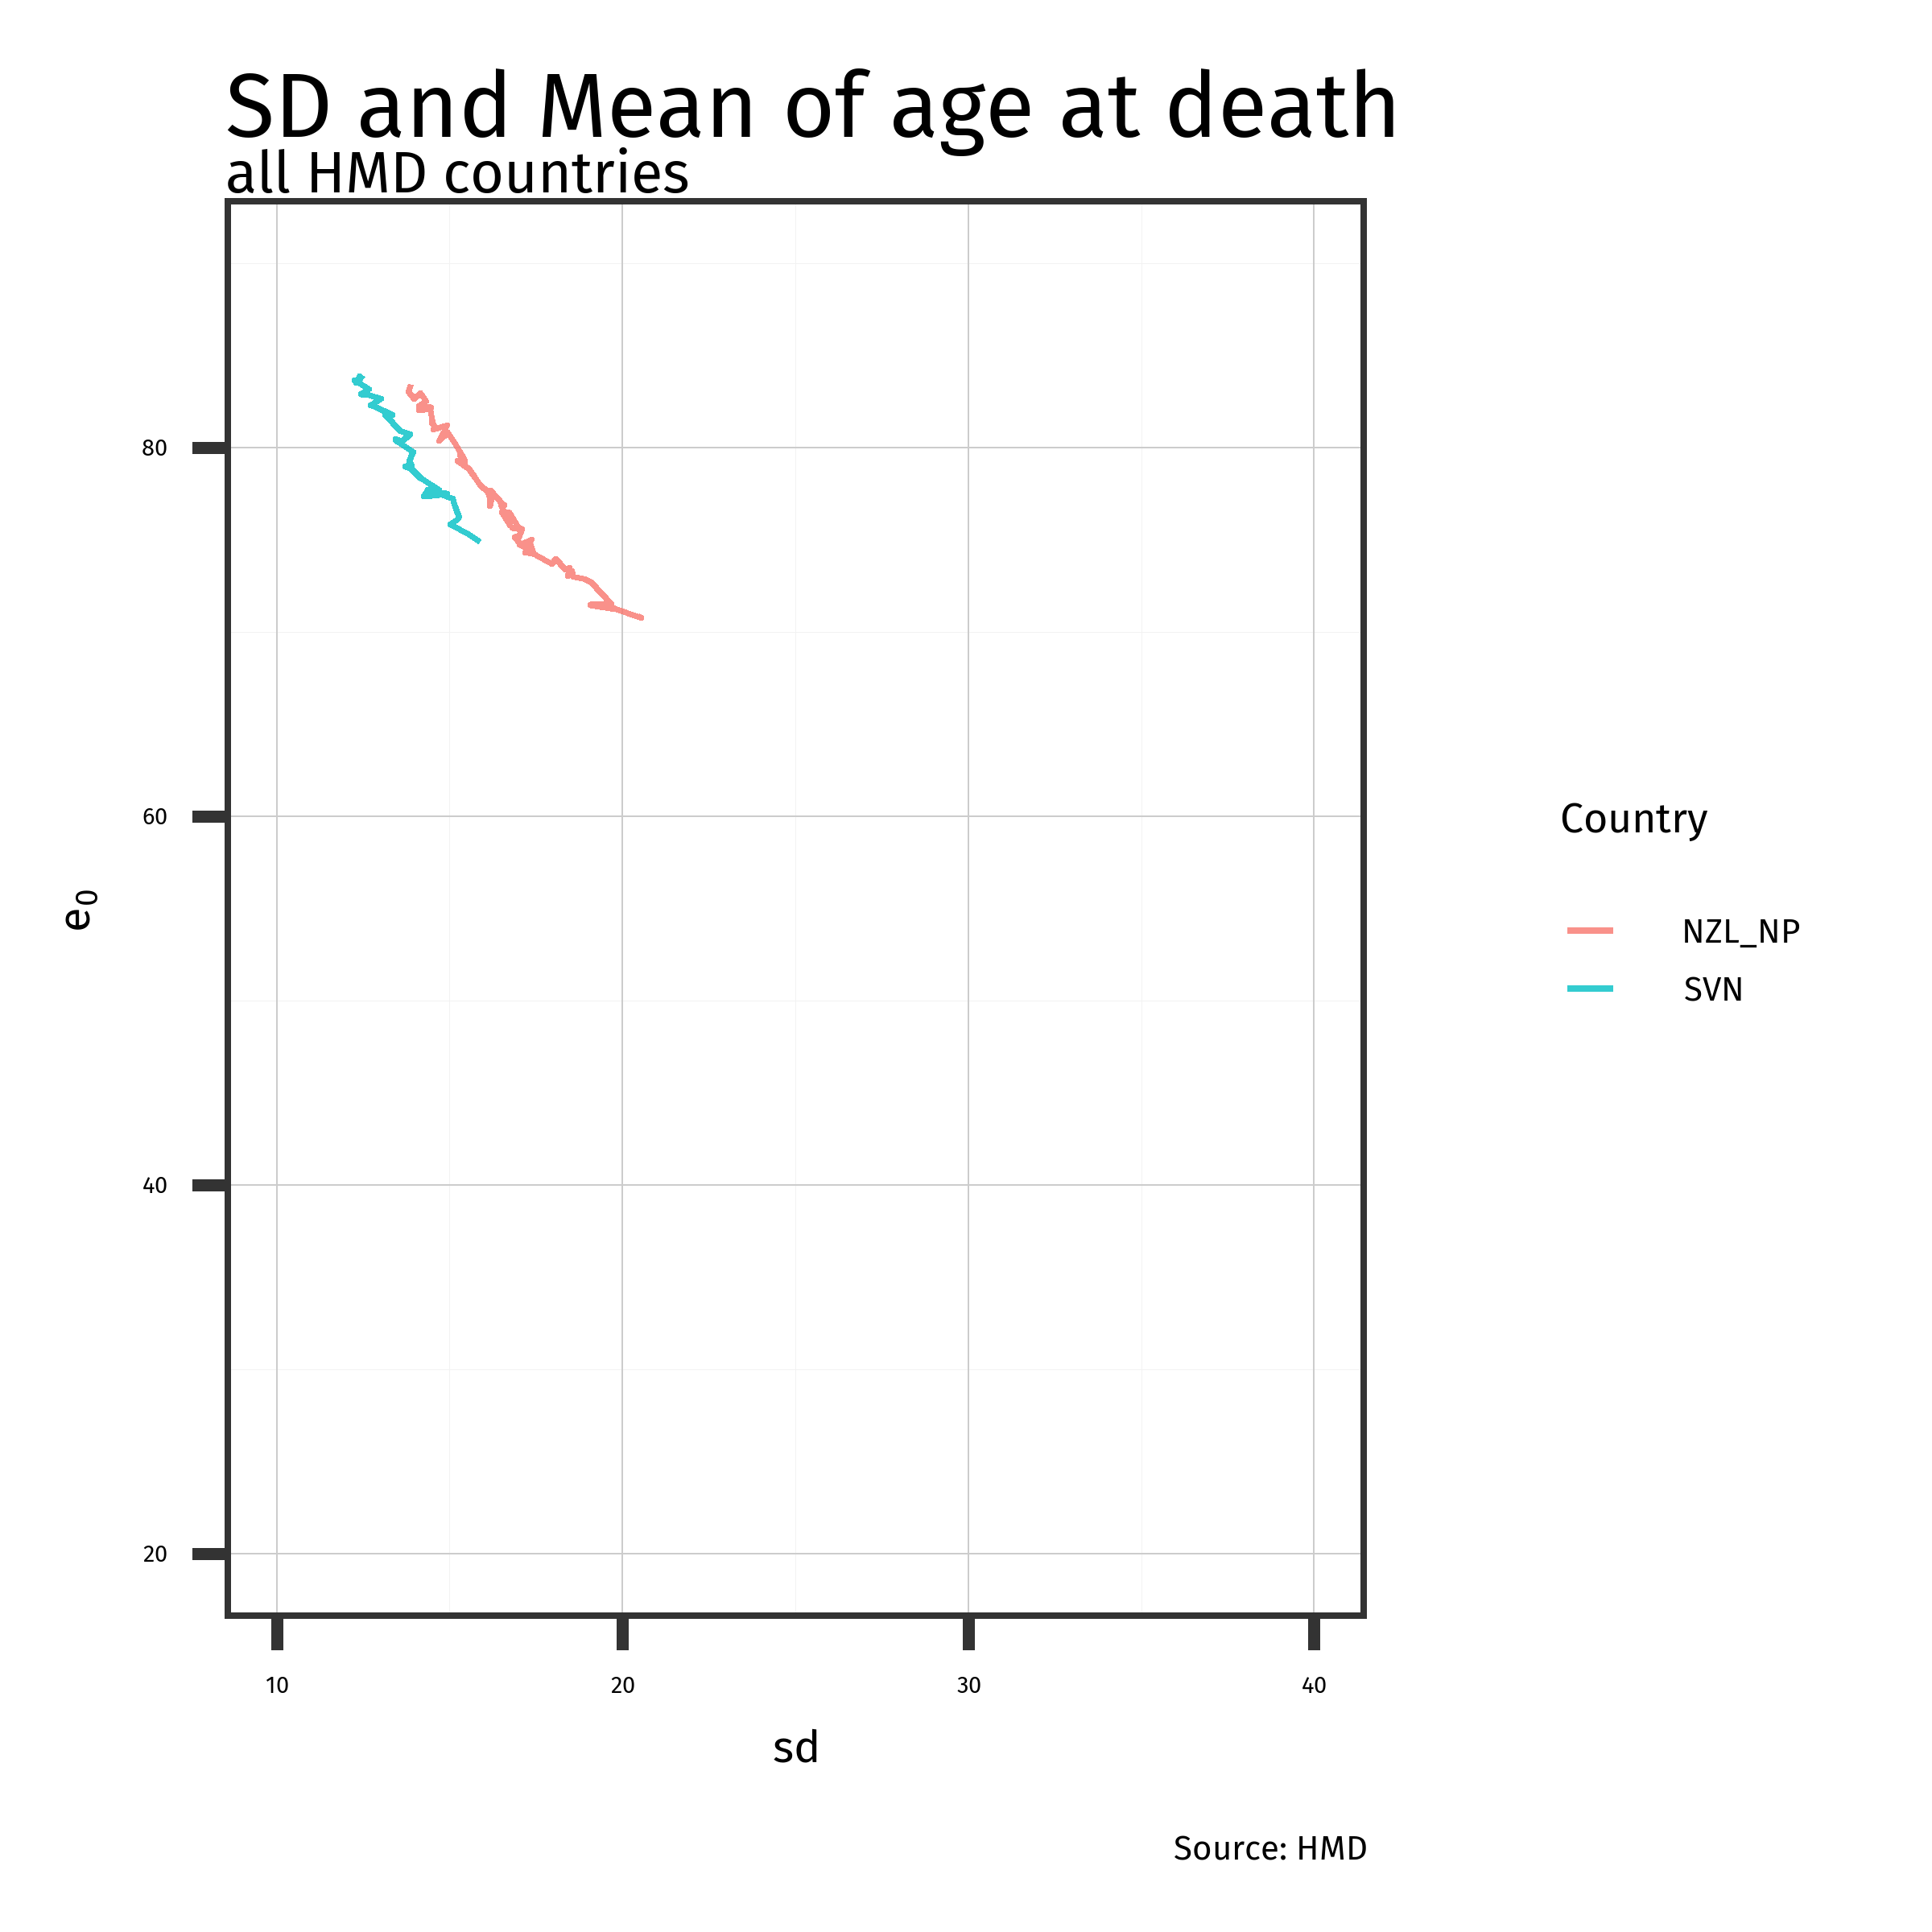 SD and Mean of age at death
all HMD countries
80
60
40
20
e₀
10 20 30 40
sd
Country
NZL_NP
SVN
Source: HMD